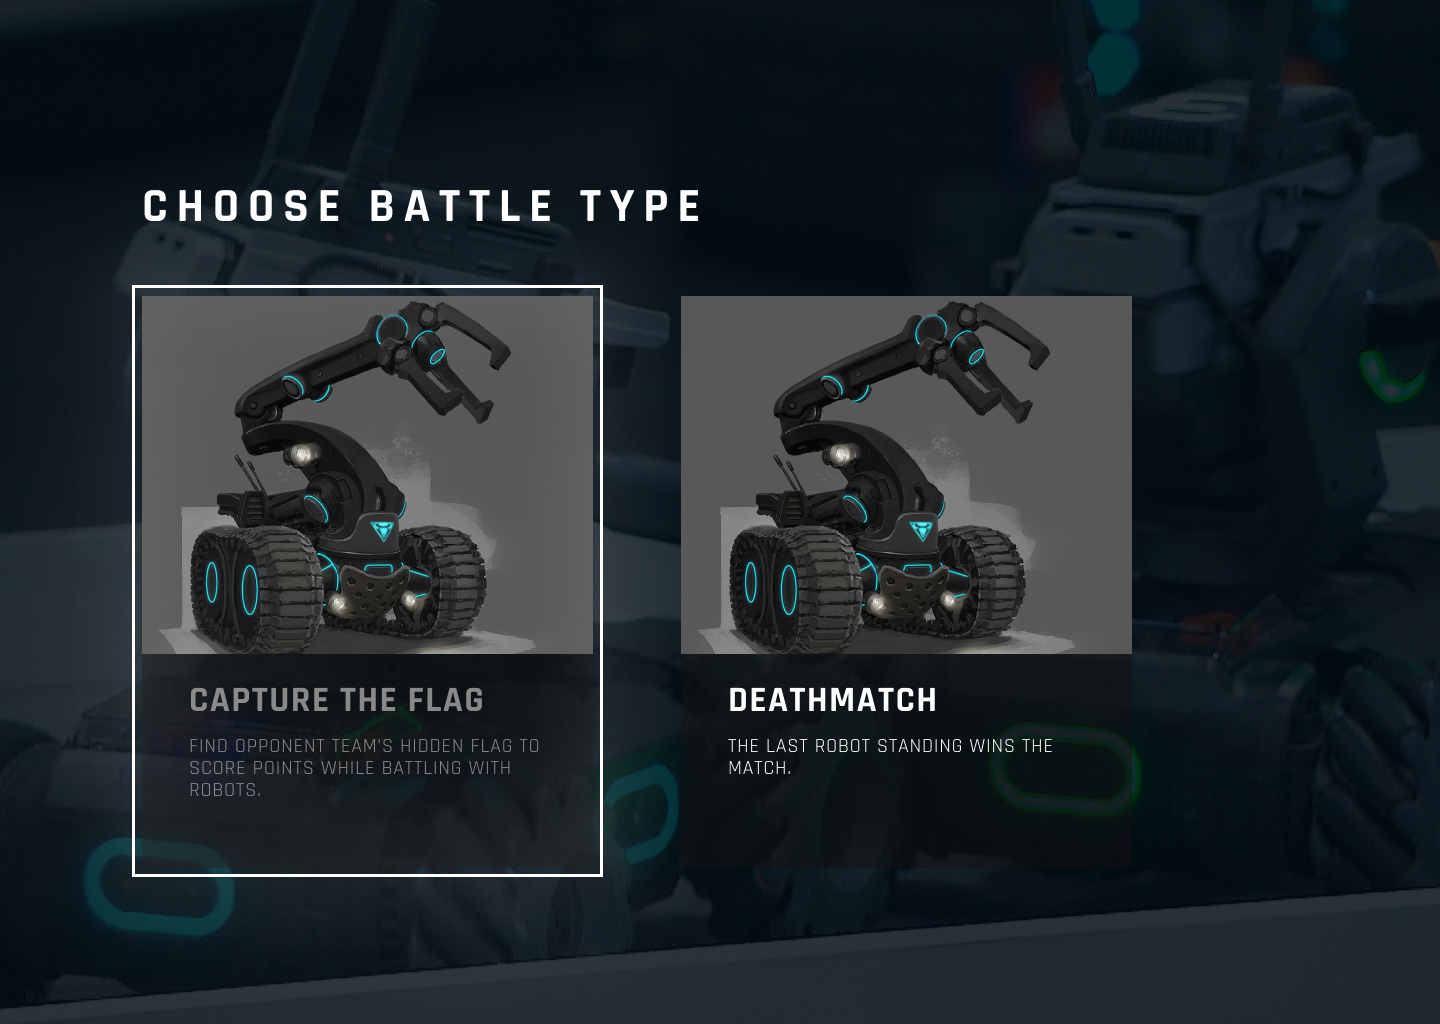 CHOOSE BATTLE TYPE
CAPTURE THE FLAG
FIND OPPONENT TEAM'S HIDDEN FLAG TO
SCORE POINTS WHILE BATTLING WITH
ROBOTS.
DEATHMATCH
THE LAST ROBOT STANDING WINS THE
MATCH.